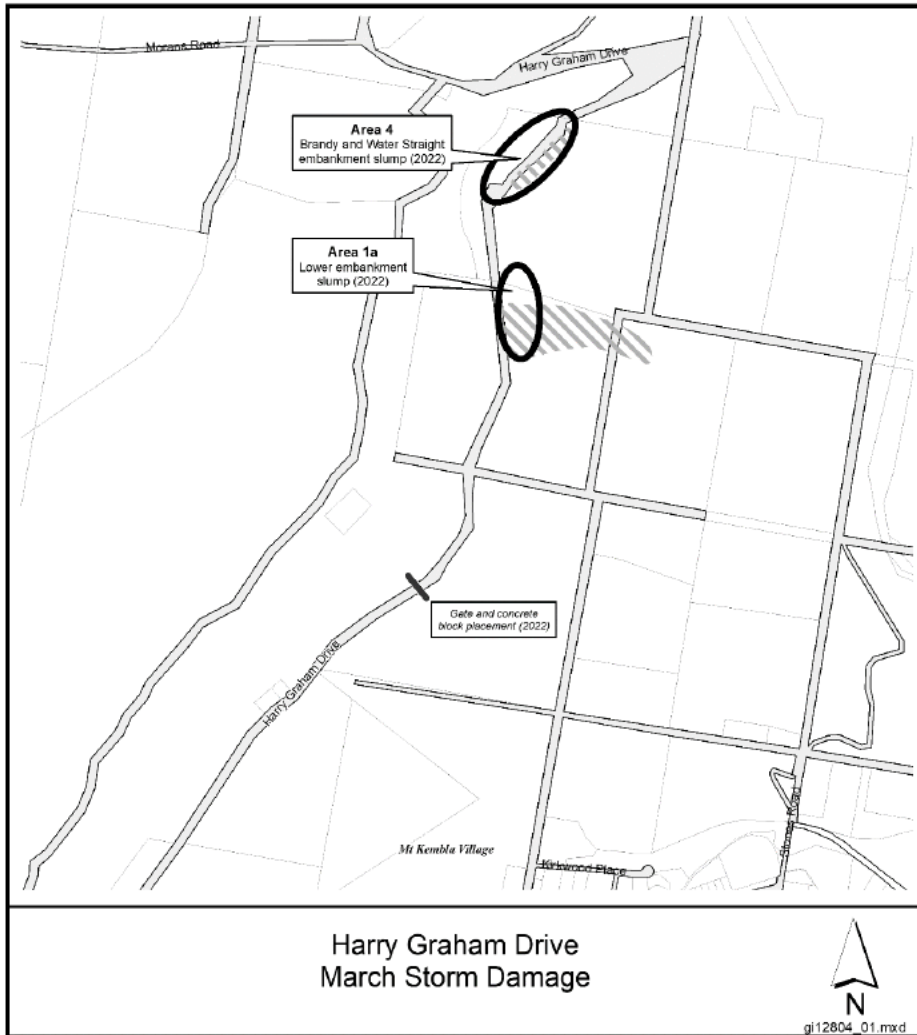 Morans Road
Harry Graham Drive
Area 4
Brandy and Water Straight
embankment slump (2022)
Area 1a
Lower embankment
slump (2022)
Gate and concrete
block placement (2022)
Harry Graham Drive
Stones Road
Mt Kembla Village
Kirkwood Place
Harry Graham Drive
March Storm Damage
N
gi12804_01.mxd